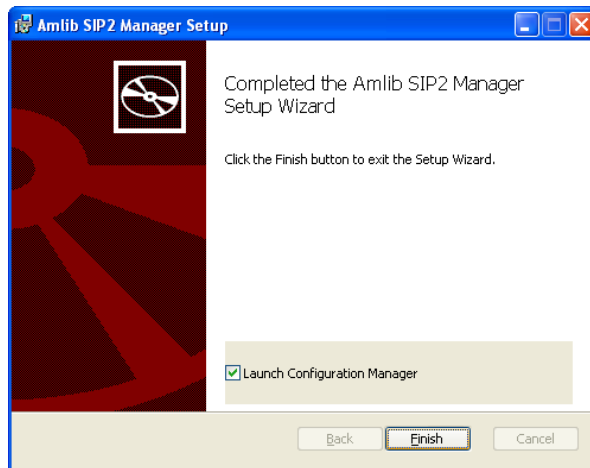 Amlib SIP2 Manager Setup
Completed the Amlib SIP2 Manager
Setup Wizard
Click the Finish button to exit the Setup Wizard.
Launch Configuration Manager
Back Finish Cancel